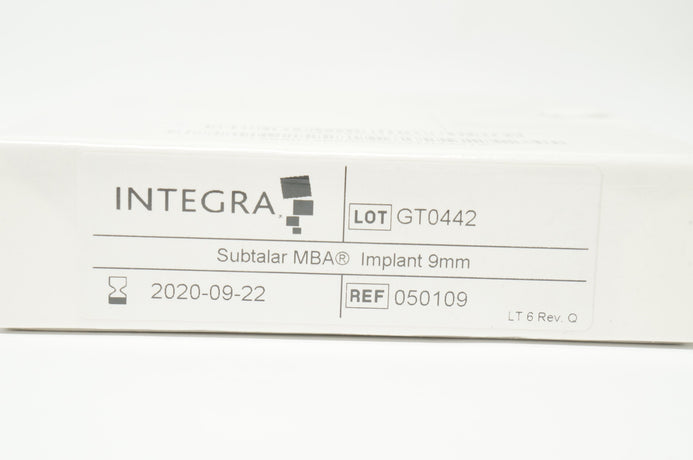 INTEGRA
LOT GT0442
Subtalar MBA® Implant 9mm
2020-09-22
REF 050109
LT 6 Rev. Q